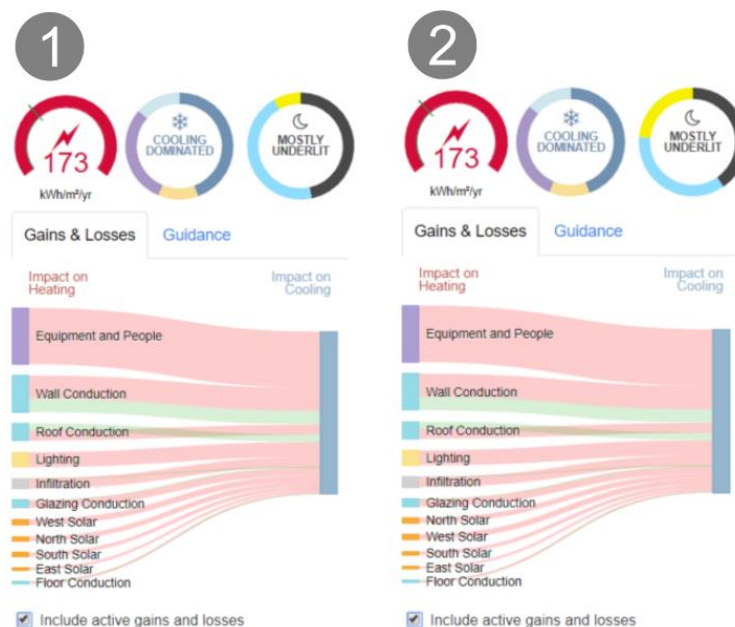 1
173
kWh/m²/yr
COOLING
DOMINATED
MOSTLY
UNDERLIT
Gains & Losses
Guidance
Impact on
Heating
Impact on
Cooling
Equipment and People
Wall Conduction
Roof Conduction
Lighting
Infiltration
Glazing Conduction
West Solar
North Solar
South Solar
East Solar
Floor Conduction
Include active gains and losses
2
173
kWh/m²/yr
COOLING
DOMINATED
MOSTLY
UNDERLIT
Gains & Losses
Guidance
Impact on
Heating
Impact on
Cooling
Equipment and People
Wall Conduction
Roof Conduction
Lighting
Infiltration
Glazing Conduction
North Solar
West Solar
South Solar
East Solar
Floor Conduction
Include active gains and losses